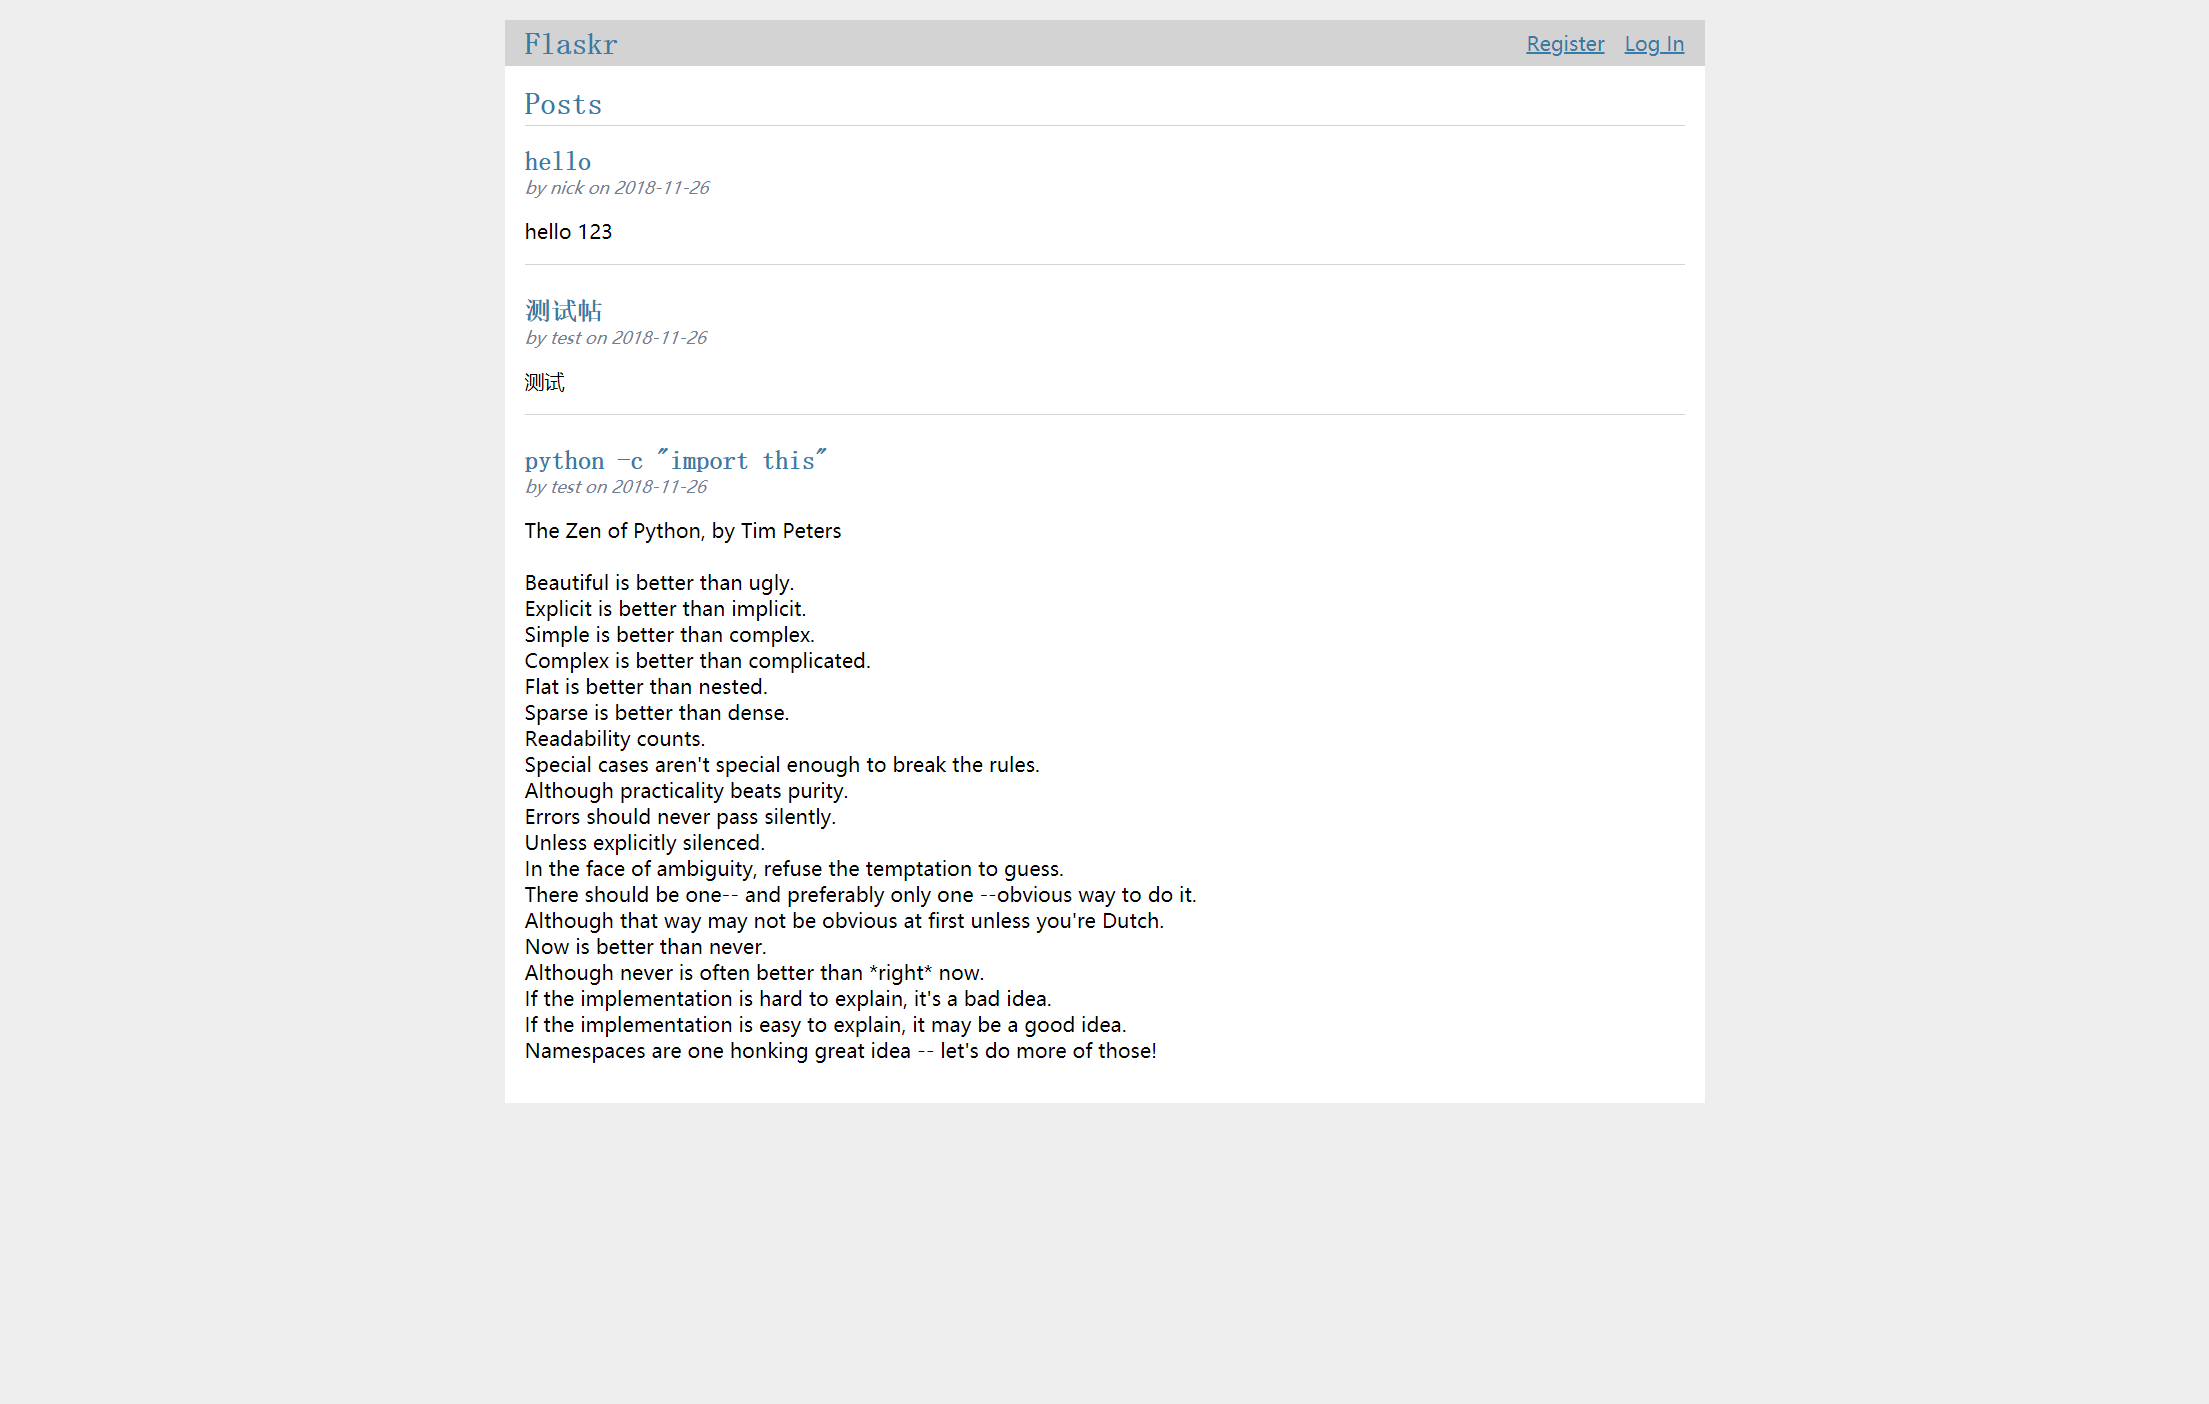 Flaskr Register Log In
Posts
hello
by nick on 2018-11-26
hello 123
测试帖
by test on 2018-11-26
测试
python -c "import this"
by test on 2018-11-26
The Zen of Python, by Tim Peters
Beautiful is better than ugly.
Explicit is better than implicit.
Simple is better than complex.
Complex is better than complicated.
Flat is better than nested.
Sparse is better than dense.
Readability counts.
Special cases aren't special enough to break the rules.
Although practicality beats purity.
Errors should never pass silently.
Unless explicitly silenced.
In the face of ambiguity, refuse the temptation to guess.
There should be one-- and preferably only one --obvious way to do it.
Although that way may not be obvious at first unless you're Dutch.
Now is better than never.
Although never is often better than *right* now.
If the implementation is hard to explain, it's a bad idea.
If the implementation is easy to explain, it may be a good idea.
Namespaces are one honking great idea -- let's do more of those!